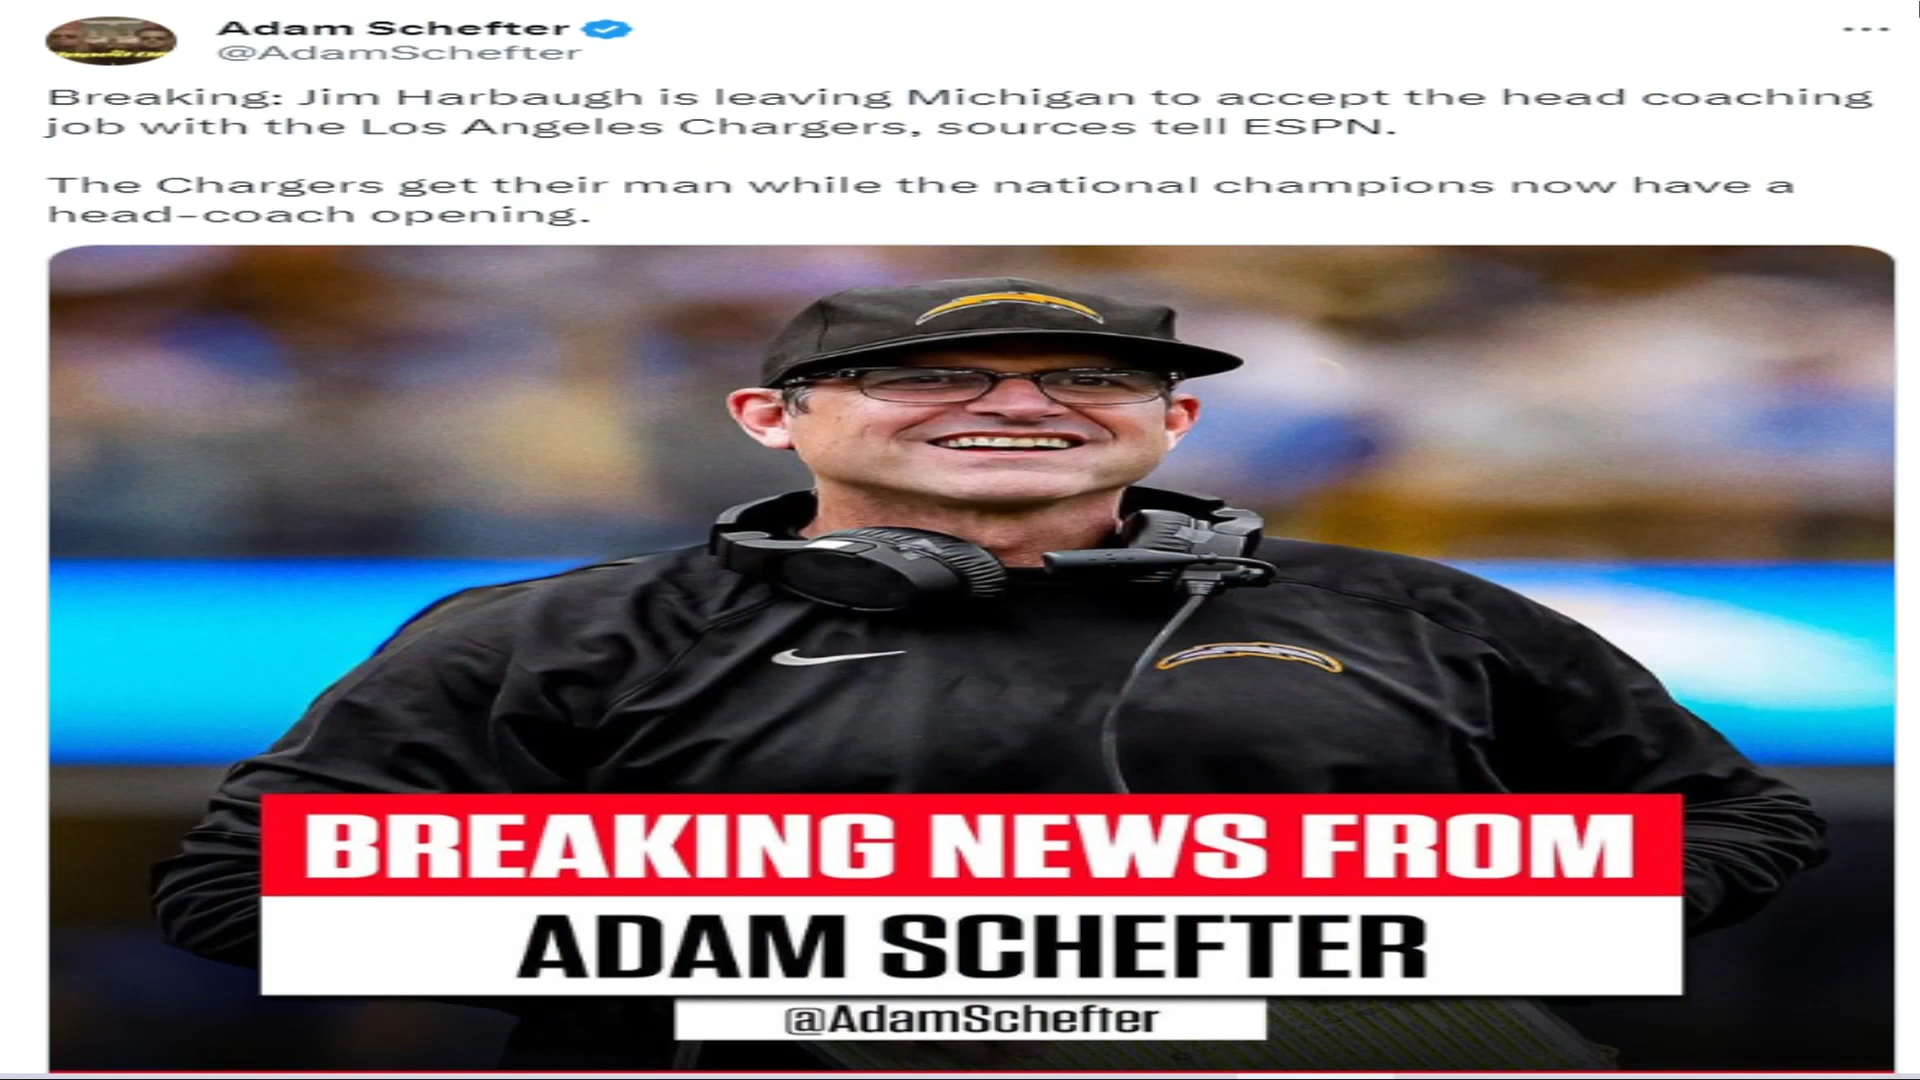 Adam Schefter
@AdamSchefter
Breaking: Jim Harbaugh is leaving Michigan to accept the head coaching
job with the Los Angeles Chargers, sources tell ESPN.
The Chargers get their man while the national champions now have a
head-coach opening.
BREAKING NEWS FROM
ADAM SCHEFTER
@AdamSchefter